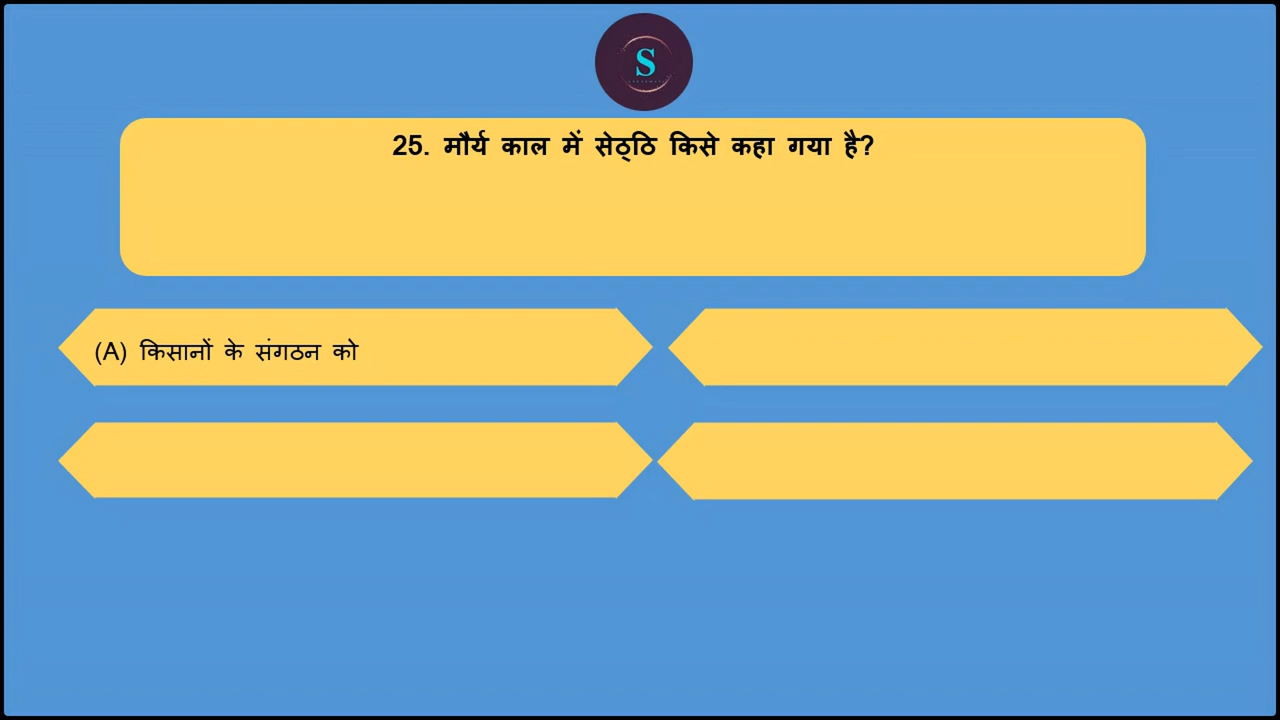 S
25. मौर्य काल में सेठ्ठि किसे कहा गया है?
(A) किसानों के संगठन को